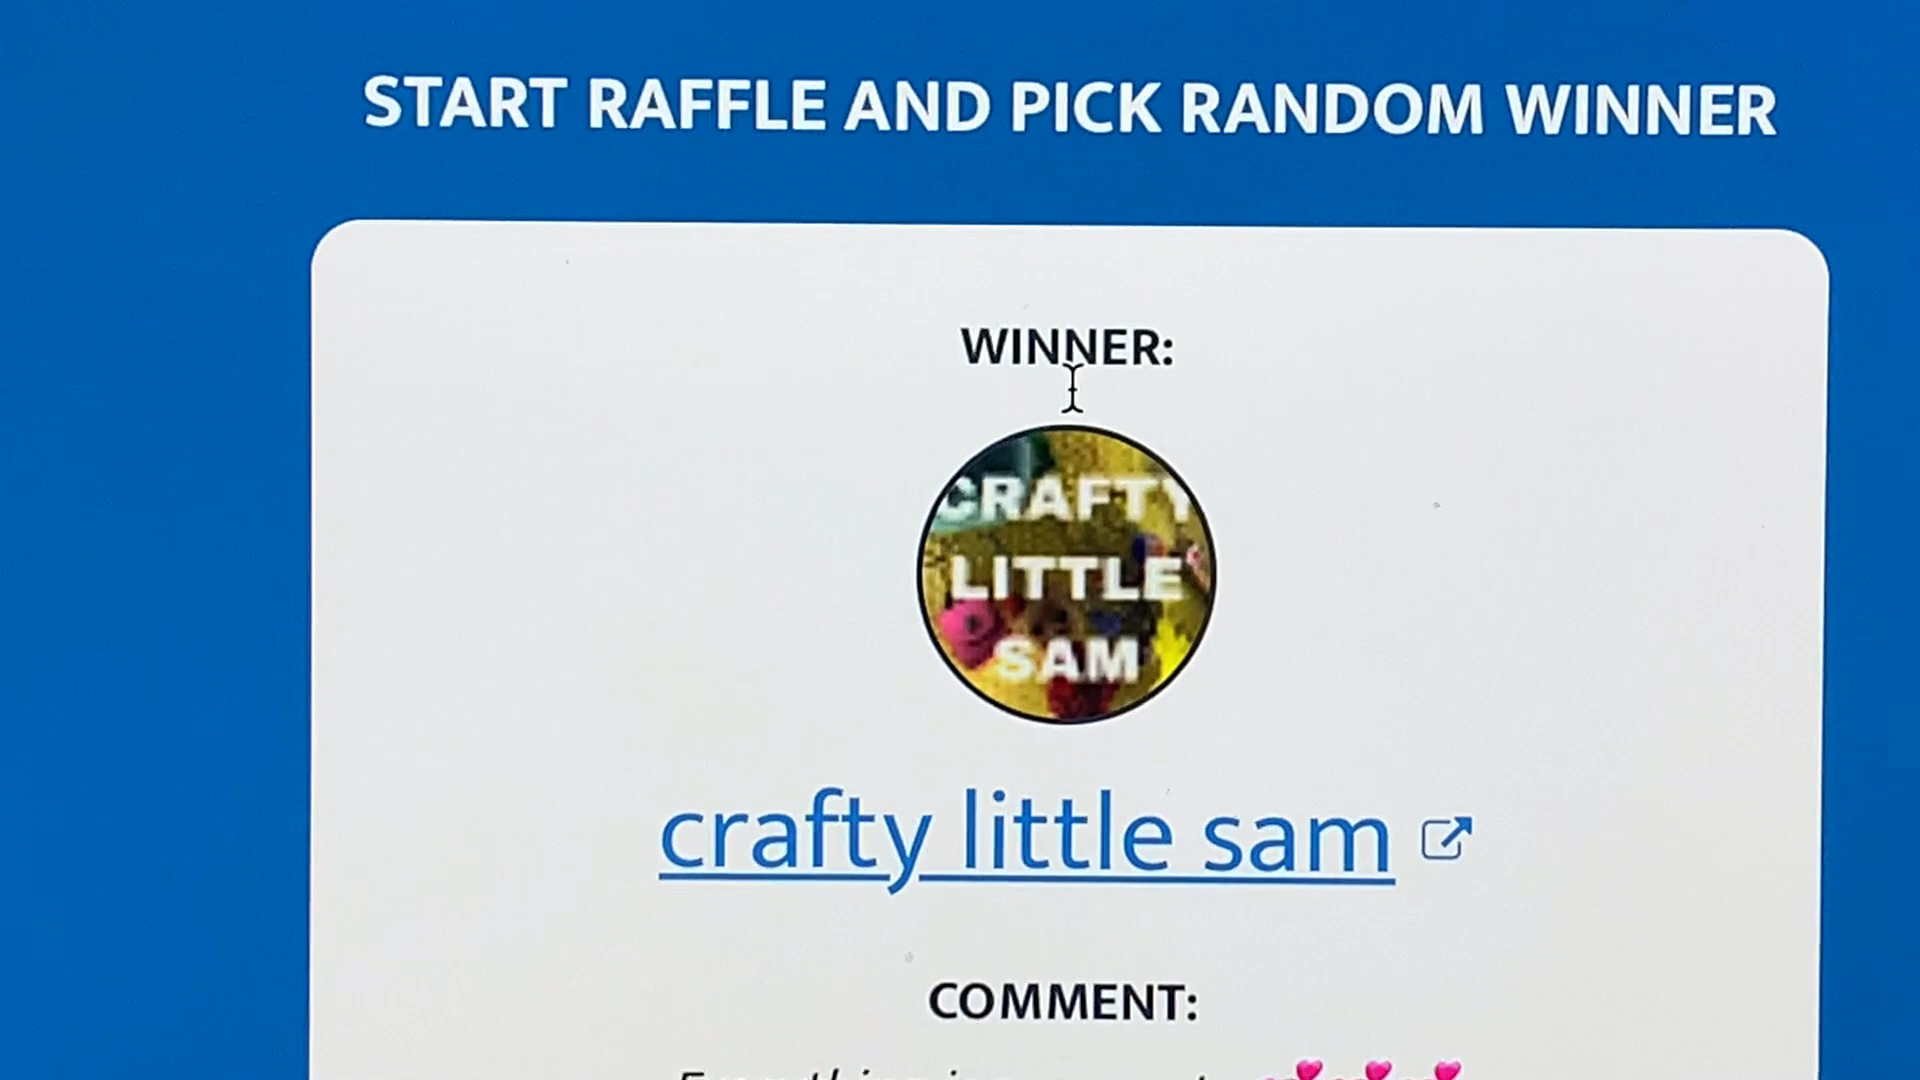 START RAFFLE AND PICK RANDOM WINNER
WINNER:
CRAFTY
LITTLE
SAM
crafty little sam
COMMENT: